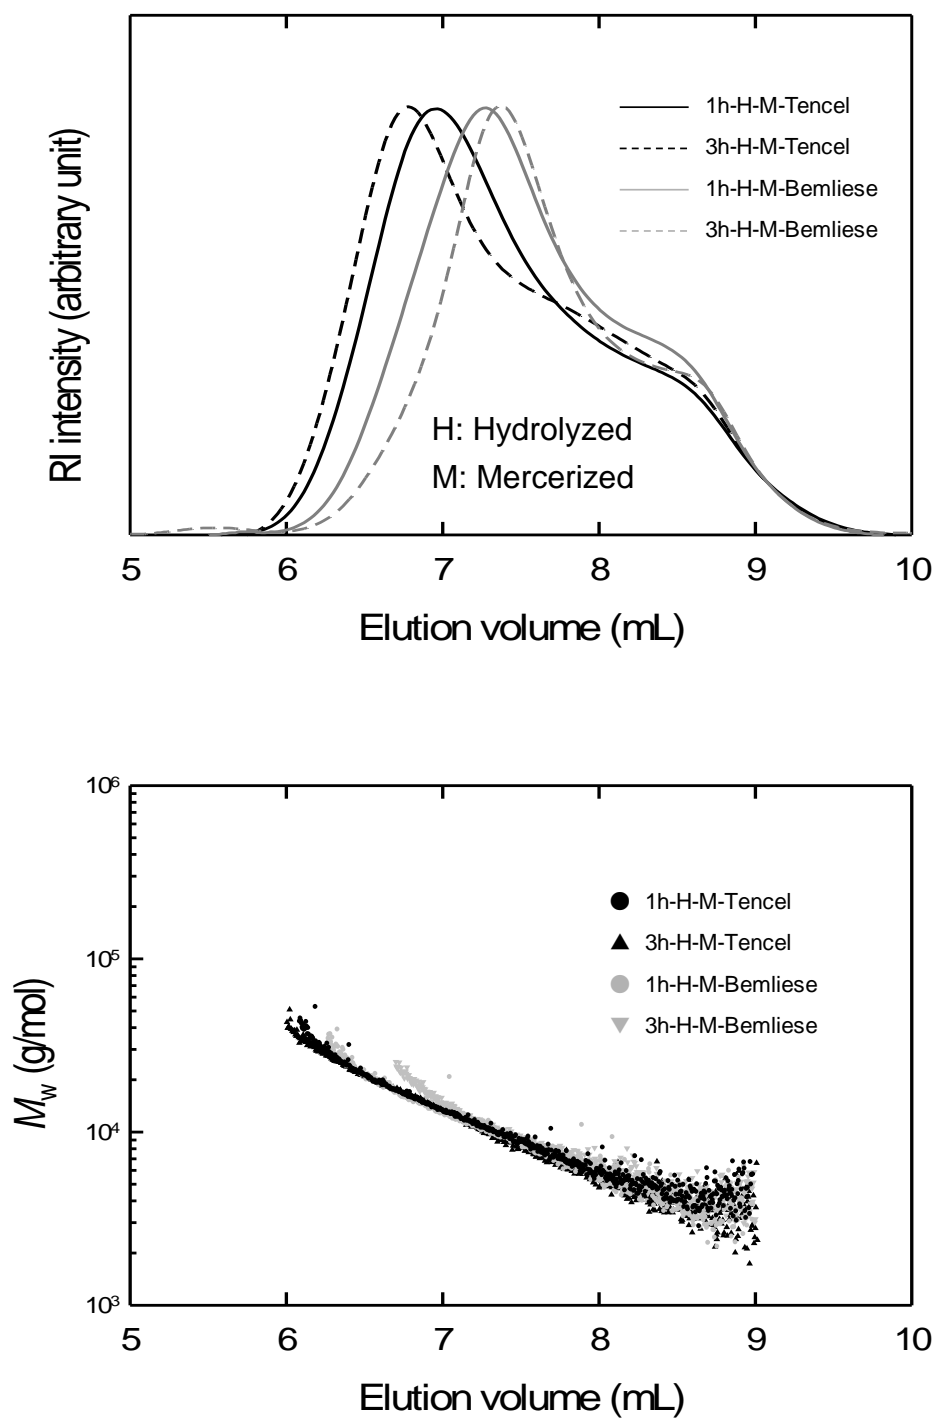 RI intensity (arbitrary unit)
1h-H-M-Tencel
3h-H-M-Tencel
1h-H-M-Bemliese
3h-H-M-Bemliese
H: Hydrolyzed
M: Mercerized
5 6 7 8 9 10
Elution volume (mL)
10⁶
10⁵
10⁴
10³
Mw (g/mol)
1h-H-M-Tencel
3h-H-M-Tencel
1h-H-M-Bemliese
3h-H-M-Bemliese
5 6 7 8 9 10
Elution volume (mL)